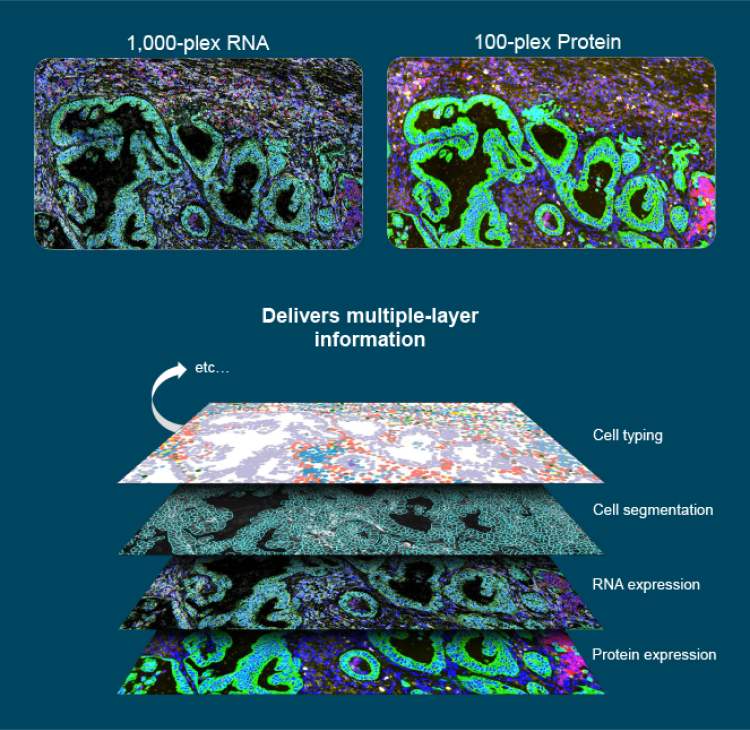 1,000-plex RNA
100-plex Protein
Delivers multiple-layer
information
etc...
Cell typing
Cell segmentation
RNA expression
Protein expression